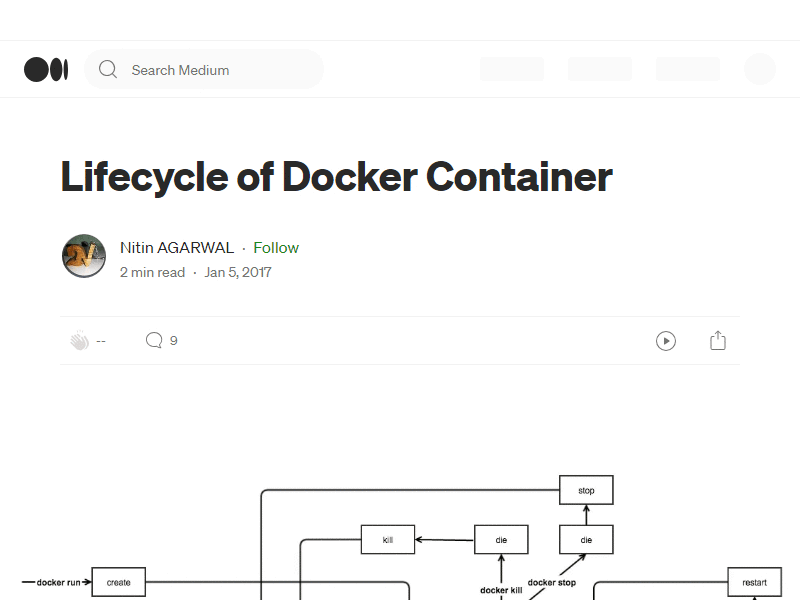 Search Medium
Lifecycle of Docker Container
Nitin AGARWAL · Follow
2 min read · Jan 5, 2017
-- 9
stop
kill die die
docker run create docker kill docker stop restart